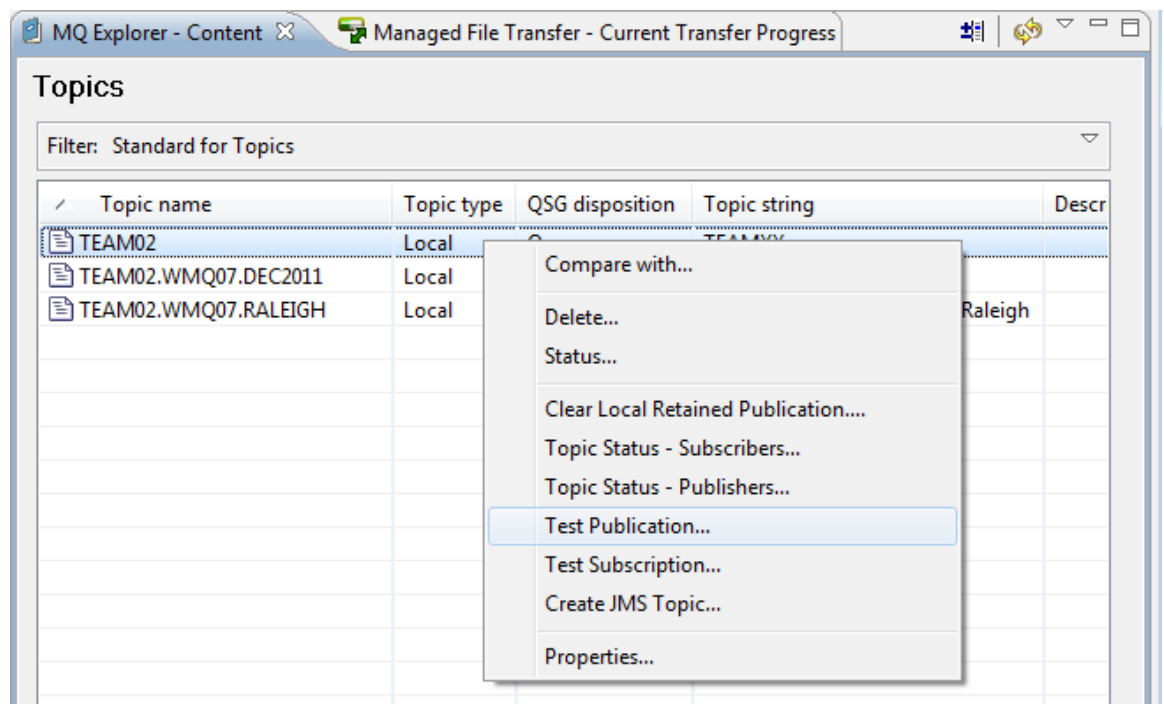 MQ Explorer - Content Managed File Transfer - Current Transfer Progress
Topics
Filter: Standard for Topics
Topic name Topic type QSG disposition Topic string Descr
TEAM02 Local TEAMXX
TEAM02.WMQ07.DEC2011 Local
TEAM02.WMQ07.RALEIGH Local Raleigh
Compare with...
Delete...
Status...
Clear Local Retained Publication....
Topic Status - Subscribers...
Topic Status - Publishers...
Test Publication...
Test Subscription...
Create JMS Topic...
Properties...